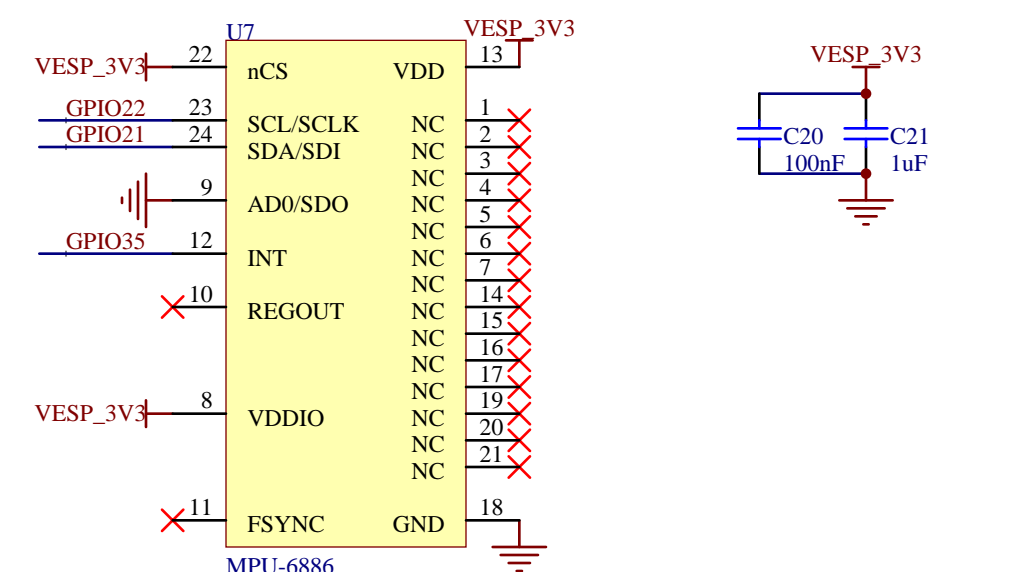 U7
VESP_3V3
22
nCS
VDD
13
VESP_3V3
GPIO22
23
SCL/SCLK
NC
1
GPIO21
24
SDA/SDI
NC
2
NC
3
9
AD0/SDO
NC
4
NC
5
GPIO35
12
INT
NC
6
NC
7
10
REGOUT
NC
14
NC
15
NC
16
NC
17
VESP_3V3
8
VDDIO
NC
19
NC
20
NC
21
11
FSYNC
GND
18
MPU-6886
VESP_3V3
C20
100nF
C21
1uF